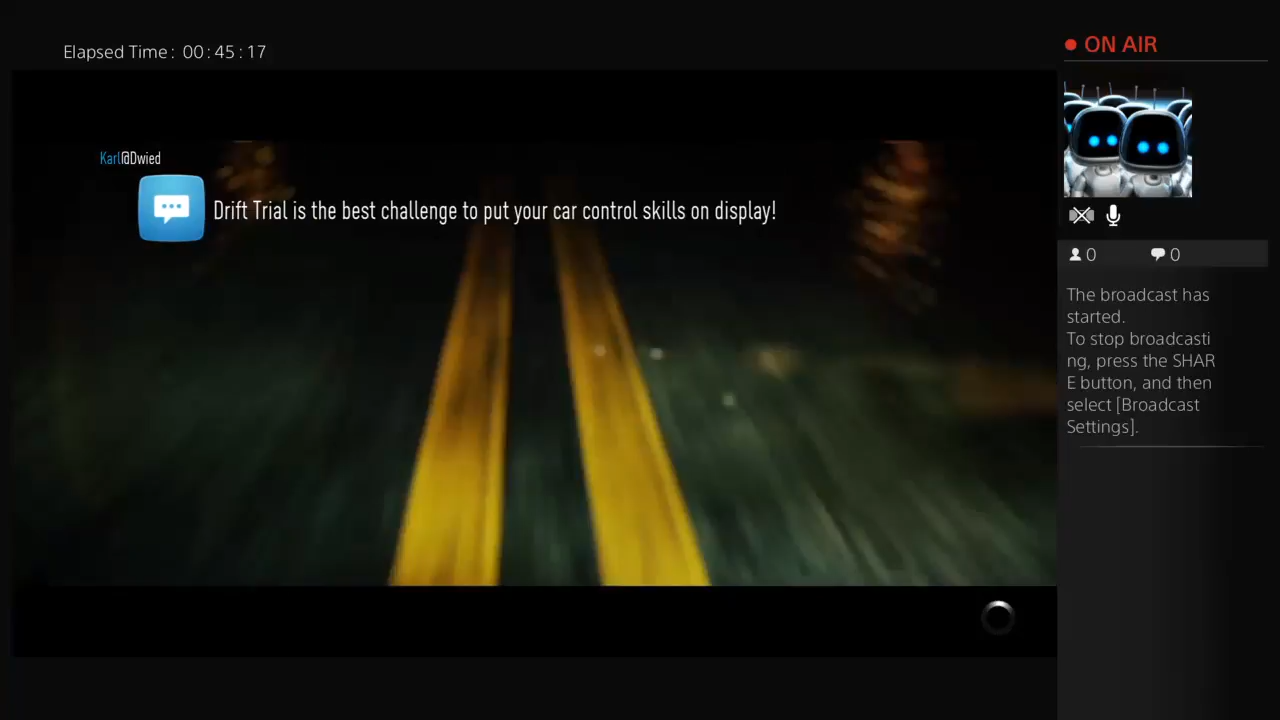 Elapsed Time: 00:45:17
ON AIR
Karl@Dwied
Drift Trial is the best challenge to put your car control skills on display!
0 0
The broadcast has
started.
To stop broadcasti
ng, press the SHAR
E button, and then
select [Broadcast
Settings].